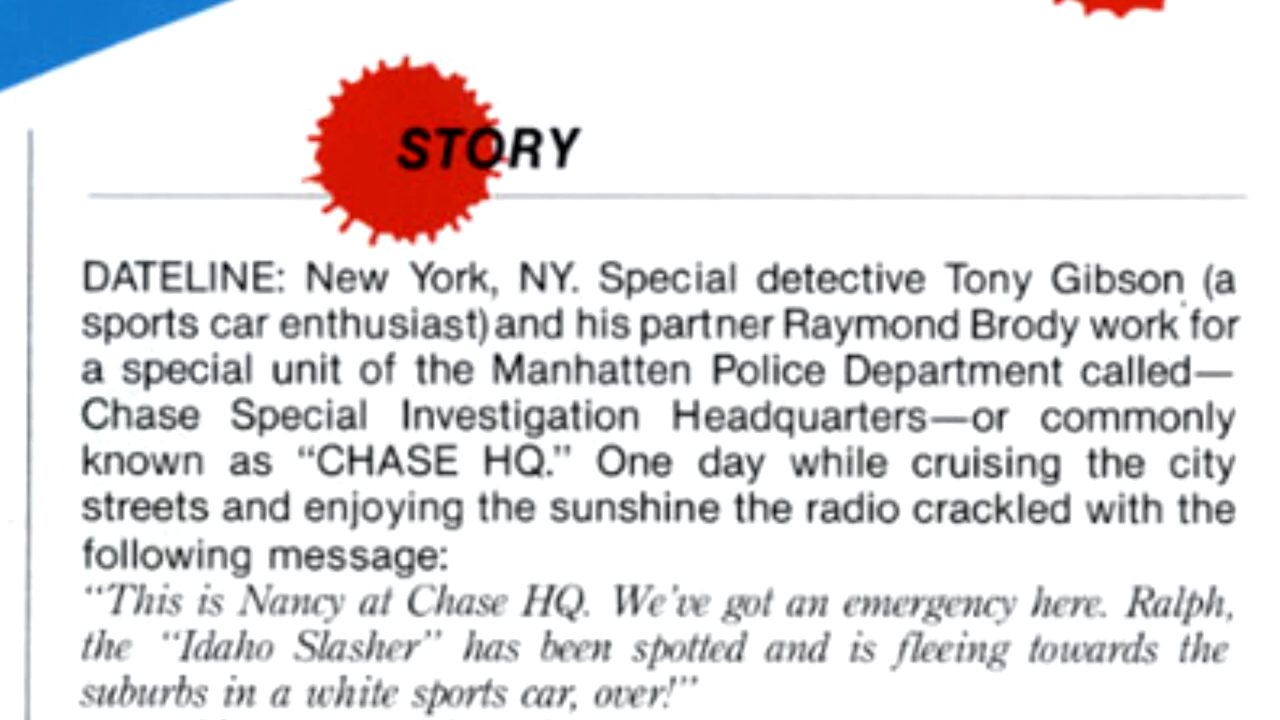 STORY
DATELINE: New York, NY. Special detective Tony Gibson (a
sports car enthusiast) and his partner Raymond Brody work for
a special unit of the Manhatten Police Department called—
Chase Special Investigation Headquarters—or commonly
known as “CHASE HQ.” One day while cruising the city
streets and enjoying the sunshine the radio crackled with the
following message:
“This is Nancy at Chase HQ. We've got an emergency here. Ralph,
the “Idaho Slasher” has been spotted and is fleeing towards the
suburbs in a white sports car, over!”